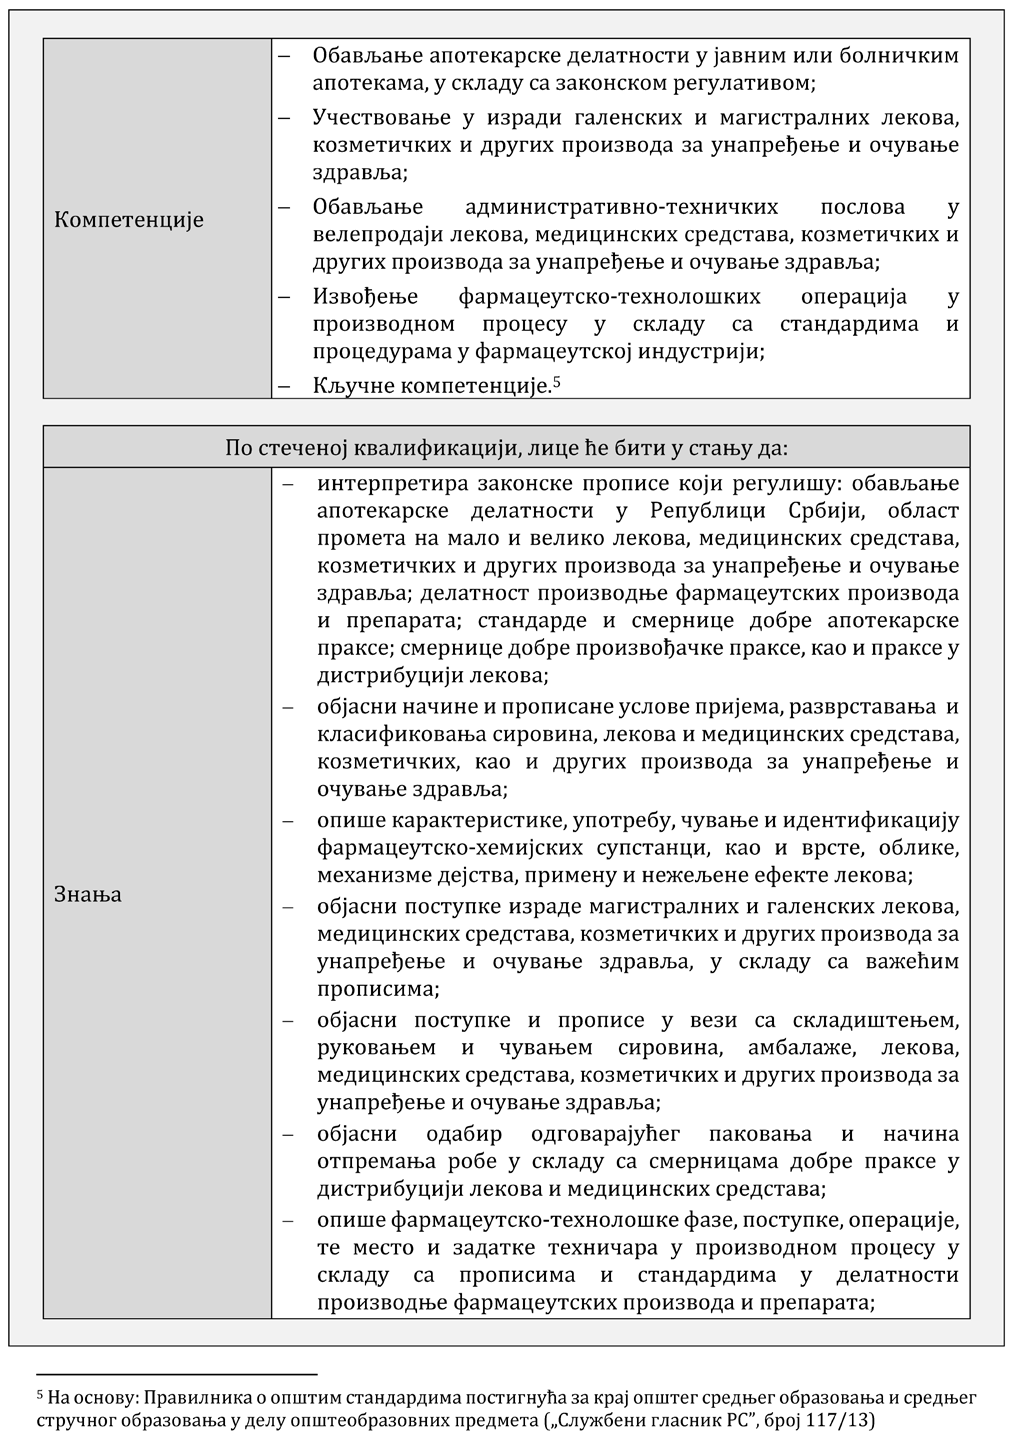 – Обављање апотекарске делатности у јавним или болничким
апотекама, у складу са законском регулативом;
– Учествовање у изради галенских и магистралних лекова,
козметичких и других производа за унапређење и очување
здравља;
Компетенције
– Обављање административно-техничких послова у
велепродаји лекова, медицинских средстава, козметичких и
других производа за унапређење и очување здравља;
– Извођење фармацеутско-технолошких операција у
производном процесу у складу са стандардима и
процедурама у фармацеутској индустрији;
– Кључне компетенције.⁵
По стеченој квалификацији, лице ће бити у стању да:
– интерпретира законске прописе који регулишу: обављање
апотекарске делатности у Републици Србији, област
промета на мало и велико лекова, медицинских средстава,
козметичких и других производа за унапређење и очување
здравља; делатност производње фармацеутских производа
и препарата; стандарде и смернице добре апотекарске
праксе; смернице добре произвођачке праксе, као и праксе у
дистрибуцији лекова;
– објасни начине и прописане услове пријема, разврставања и
класификовања сировина, лекова и медицинских средстава,
козметичких, као и других производа за унапређење и
очување здравља;
– опише карактеристике, употребу, чување и идентификацију
фармацеутско-хемијских супстанци, као и врсте, облике,
механизме дејства, примену и нежељене ефекте лекова;
Знања
– објасни поступке израде магистралних и галенских лекова,
медицинских средстава, козметичких и других производа за
унапређење и очување здравља, у складу са важећим
прописима;
– објасни поступке и прописе у вези са складиштењем,
руковањем и чувањем сировина, амбалаже, лекова,
медицинских средстава, козметичких и других производа за
унапређење и очување здравља;
– објасни одабир одговарајућег паковања и начина
отпремања робе у складу са смерницама добре праксе у
дистрибуцији лекова и медицинских средстава;
– опише фармацеутско-технолошке фазе, поступке, операције,
те место и задатке техничара у производном процесу у
складу са прописима и стандардима у делатности
производње фармацеутских производа и препарата;
⁵ На основу: Правилника о општим стандардима постигнућа за крај општег средњег образовања и средњег
стручног образовања у делу општеобразовних предмета („Службени гласник РС”, број 117/13)